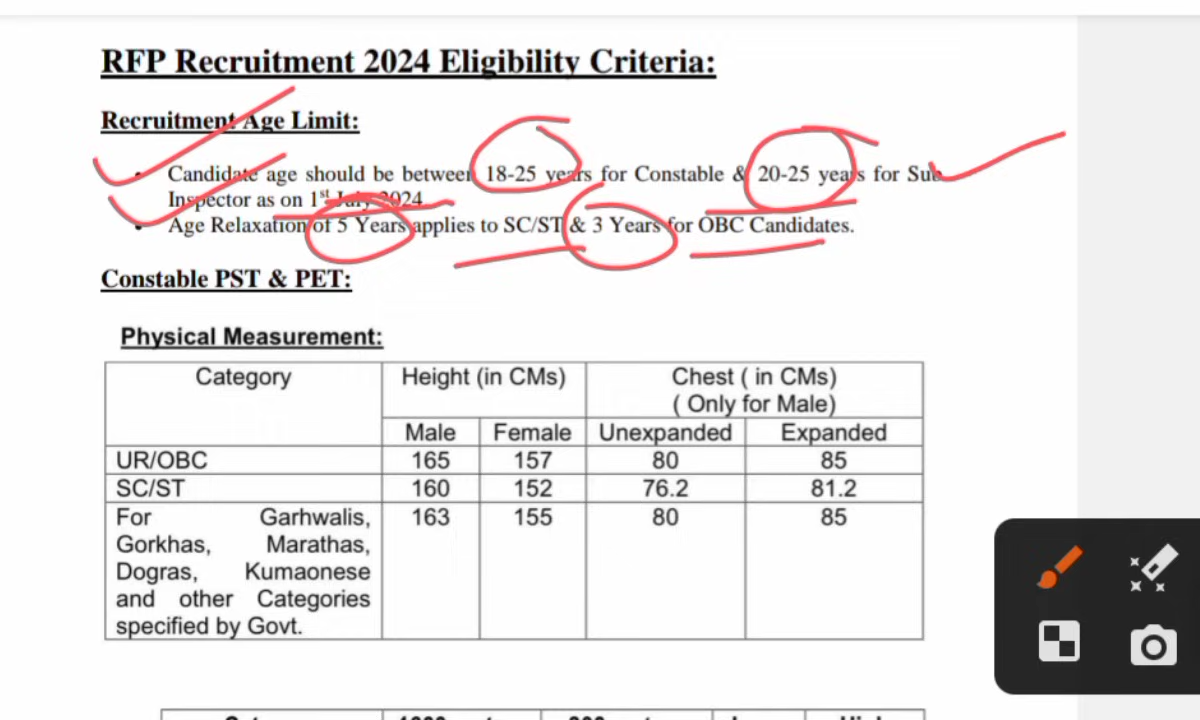 RFP Recruitment 2024 Eligibility Criteria:
Recruitment Age Limit:
Candidate age should be between 18-25 years for Constable & 20-25 years for Sub
Inspector as on 1st July 2024
Age Relaxation of 5 Years applies to SC/ST & 3 Years for OBC Candidates.
Constable PST & PET:
Physical Measurement:
Category Height (in CMs) Chest ( in CMs)
( Only for Male)
Male Female Unexpanded Expanded
UR/OBC 165 157 80 85
SC/ST 160 152 76.2 81.2
For Garhwalis, 163 155 80 85
Gorkhas, Marathas,
Dogras, Kumaonese
and other Categories
specified by Govt.